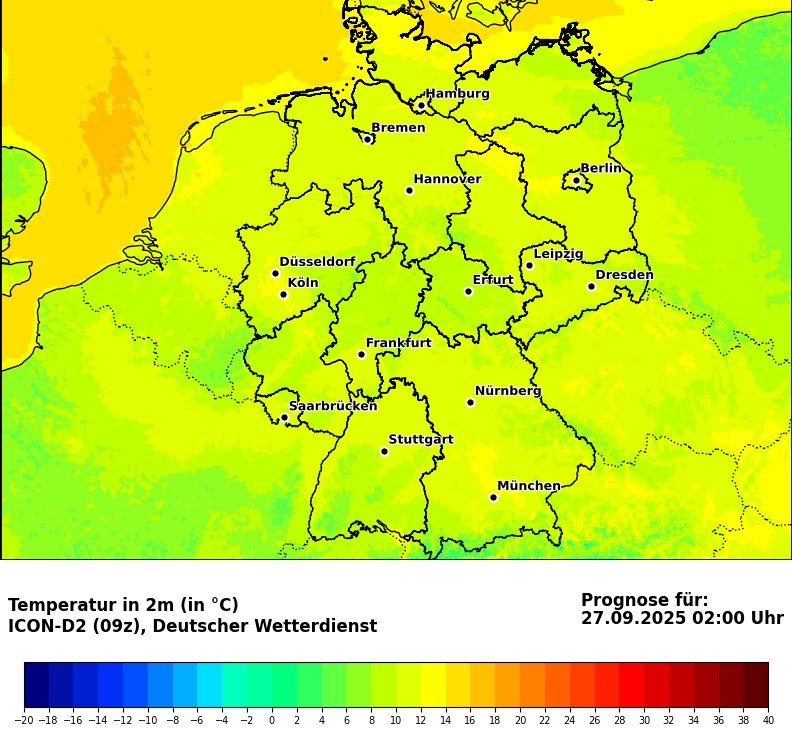 Hamburg
Bremen
Berlin
Hannover
Leipzig
Düsseldorf
Dresden
Köln
Erfurt
Frankfurt
Nürnberg
Saarbrücken
Stuttgart
München
Temperatur in 2m (in °C)
ICON-D2 (09z), Deutscher Wetterdienst
Prognose für:
27.09.2025 02:00 Uhr
−20 −18 −16 −14 −12 −10 −8 −6 −4 −2 0 2 4 6 8 10 12 14 16 18 20 22 24 26 28 30 32 34 36 38 40